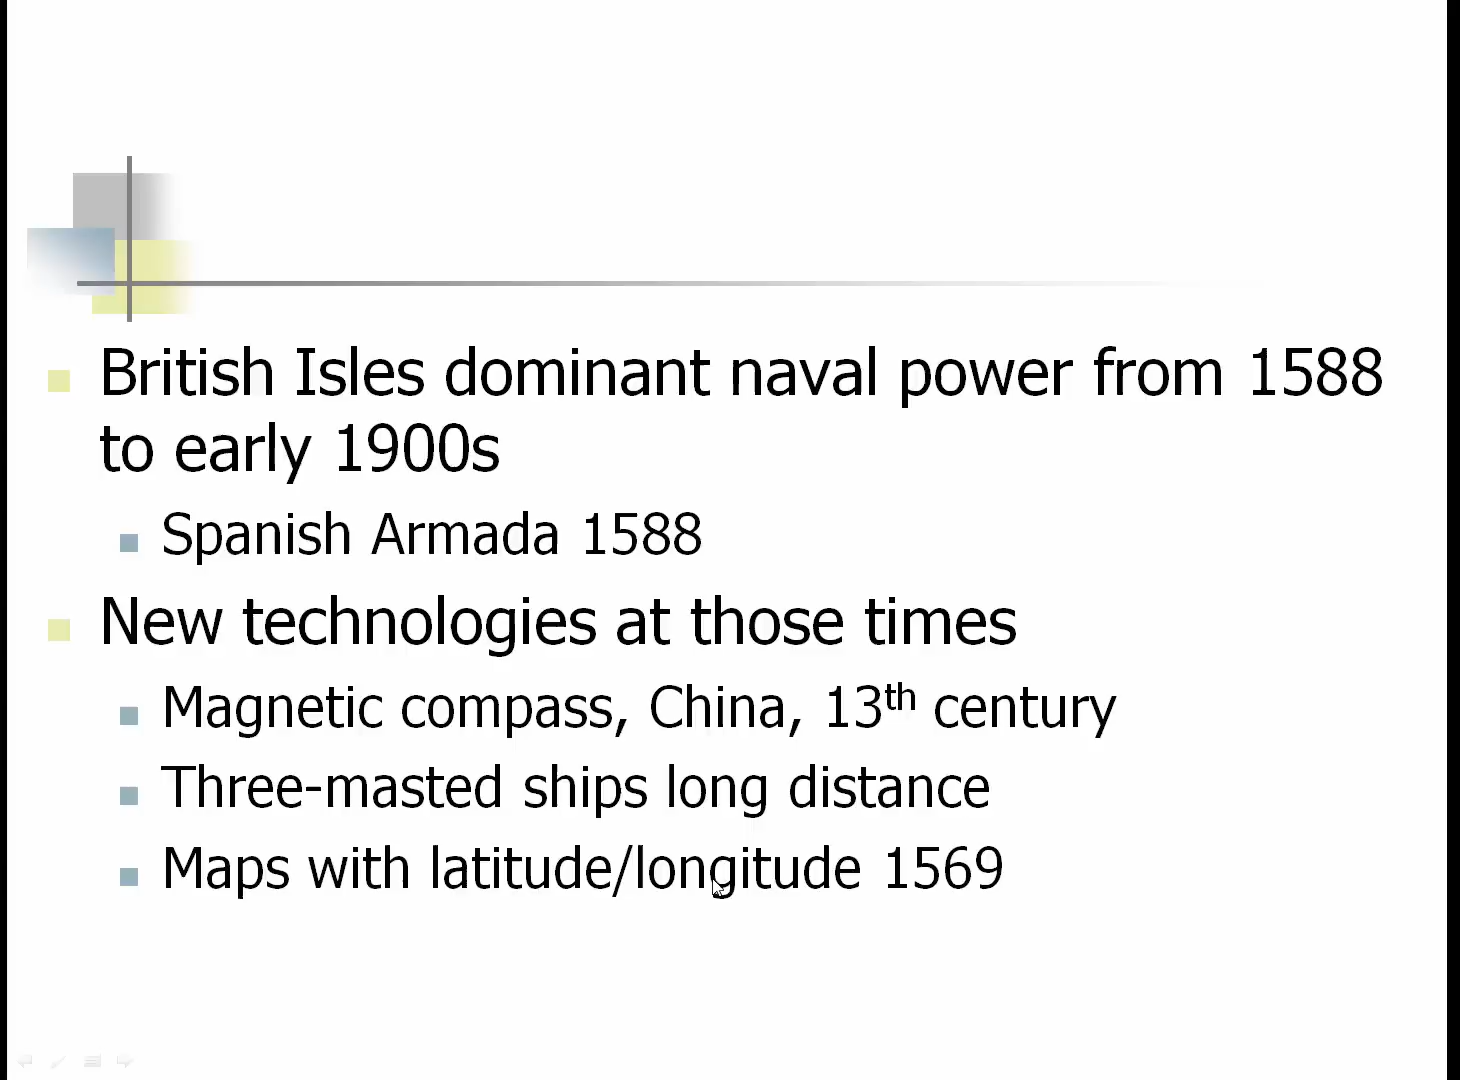 British Isles dominant naval power from 1588
to early 1900s
Spanish Armada 1588
New technologies at those times
Magnetic compass, China, 13th century
Three-masted ships long distance
Maps with latitude/longitude 1569